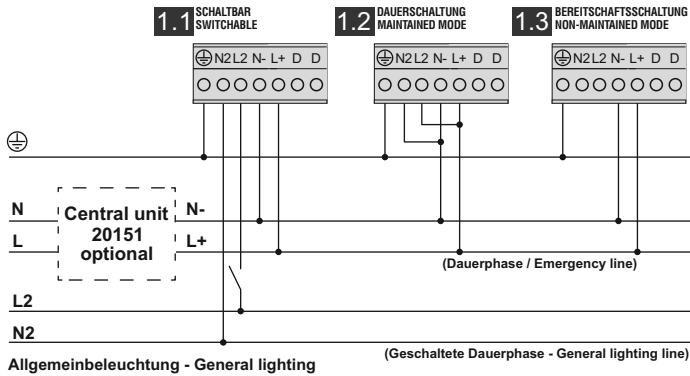 1.1 SCHALTBAR
SWITCHABLE
1.2 DAUERSCHALTUNG
MAINTAINED MODE
1.3 BEREITSCHAFTSSCHALTUNG
NON-MAINTAINED MODE
N2 L2 N- L+ D D
N2 L2 N- L+ D D
N2 L2 N- L+ D D
N
L
Central unit
20151
optional
N-
L+
(Dauerphase / Emergency line)
L2
N2
(Geschaltete Dauerphase - General lighting line)
Allgemeinbeleuchtung - General lighting